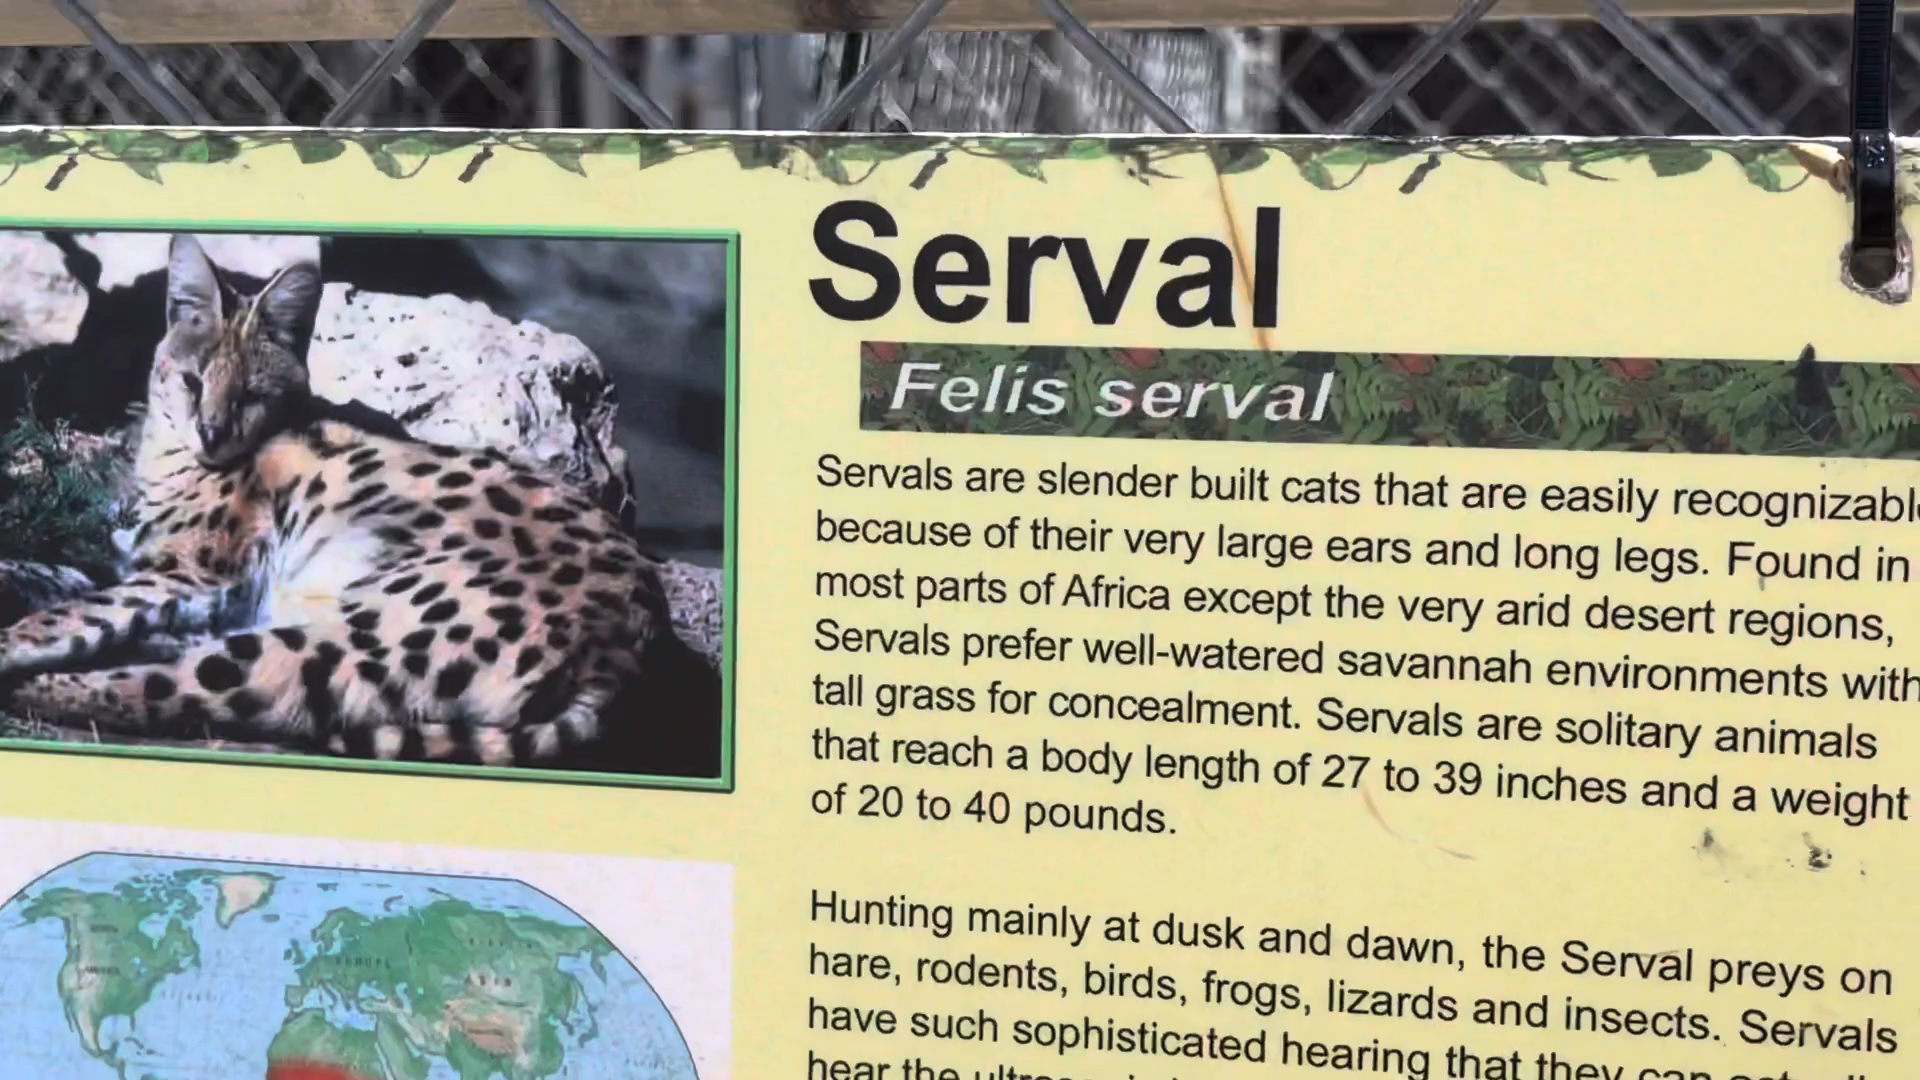 Serval
Felis serval
Servals are slender built cats that are easily recognizabl
because of their very large ears and long legs. Found in
most parts of Africa except the very arid desert regions,
Servals prefer well-watered savannah environments with
tall grass for concealment. Servals are solitary animals
that reach a body length of 27 to 39 inches and a weight
of 20 to 40 pounds.
Hunting mainly at dusk and dawn, the Serval preys on
hare, rodents, birds, frogs, lizards and insects. Servals
have such sophisticated hearing that they can
hear the
EUROPE
ASIA